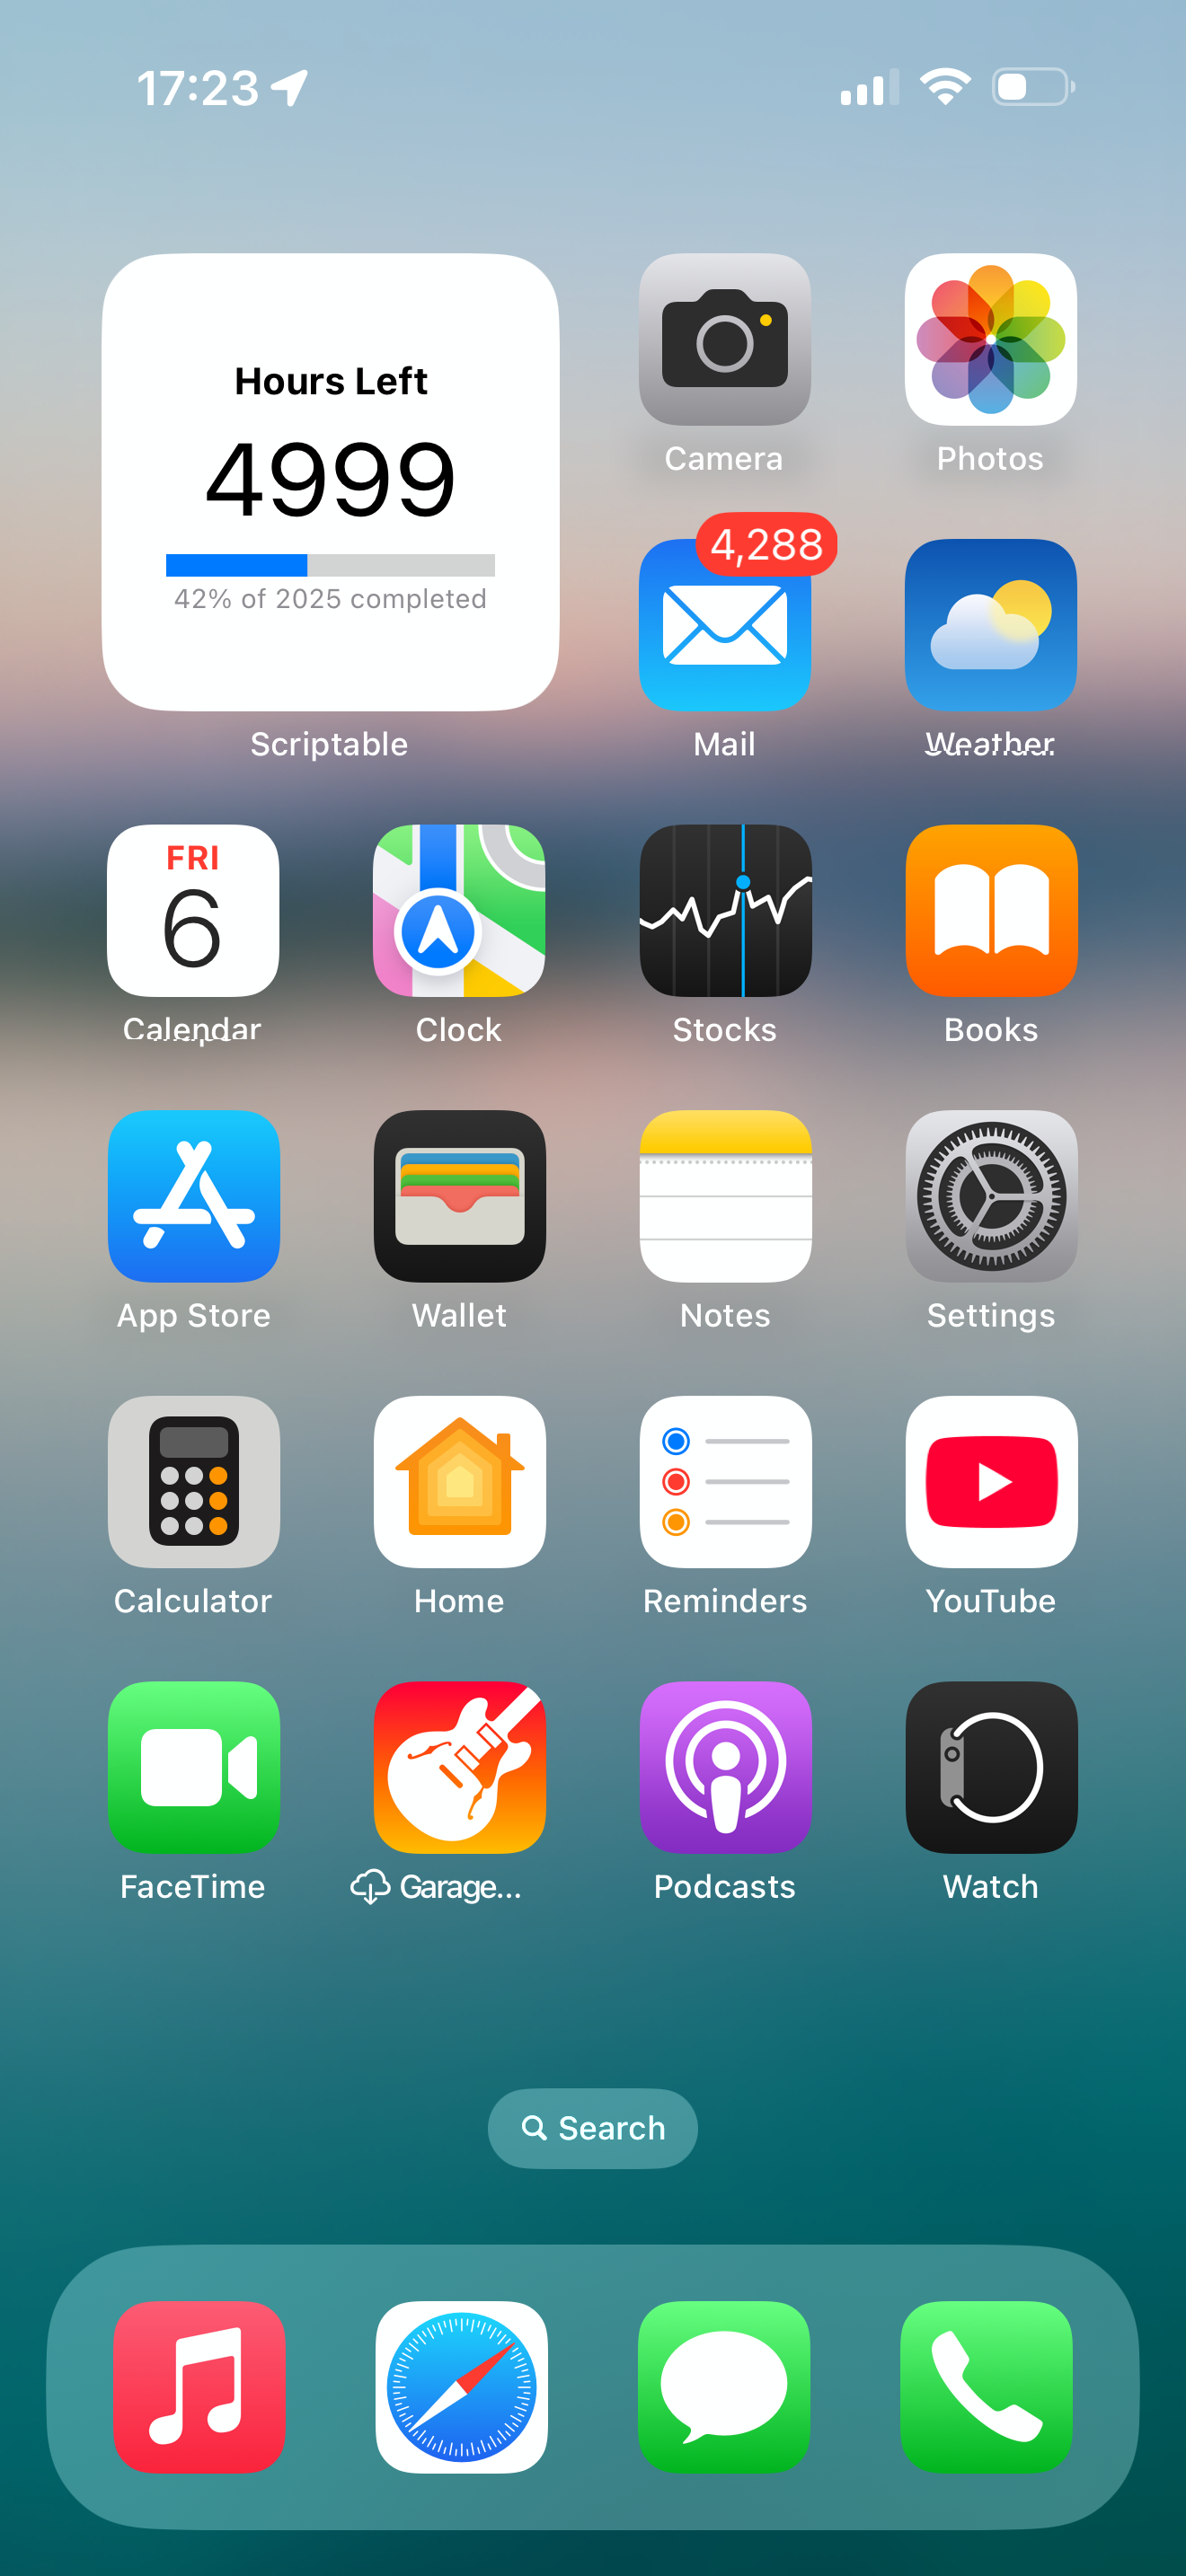 17:23
Hours Left
4999
42% of 2025 completed
Scriptable
Camera
Photos
4,288
Mail
Weather
FRI
6
Calendar
Clock
Stocks
Books
App Store
Wallet
Notes
Settings
Calculator
Home
Reminders
YouTube
FaceTime
Garage...
Podcasts
Watch
Search